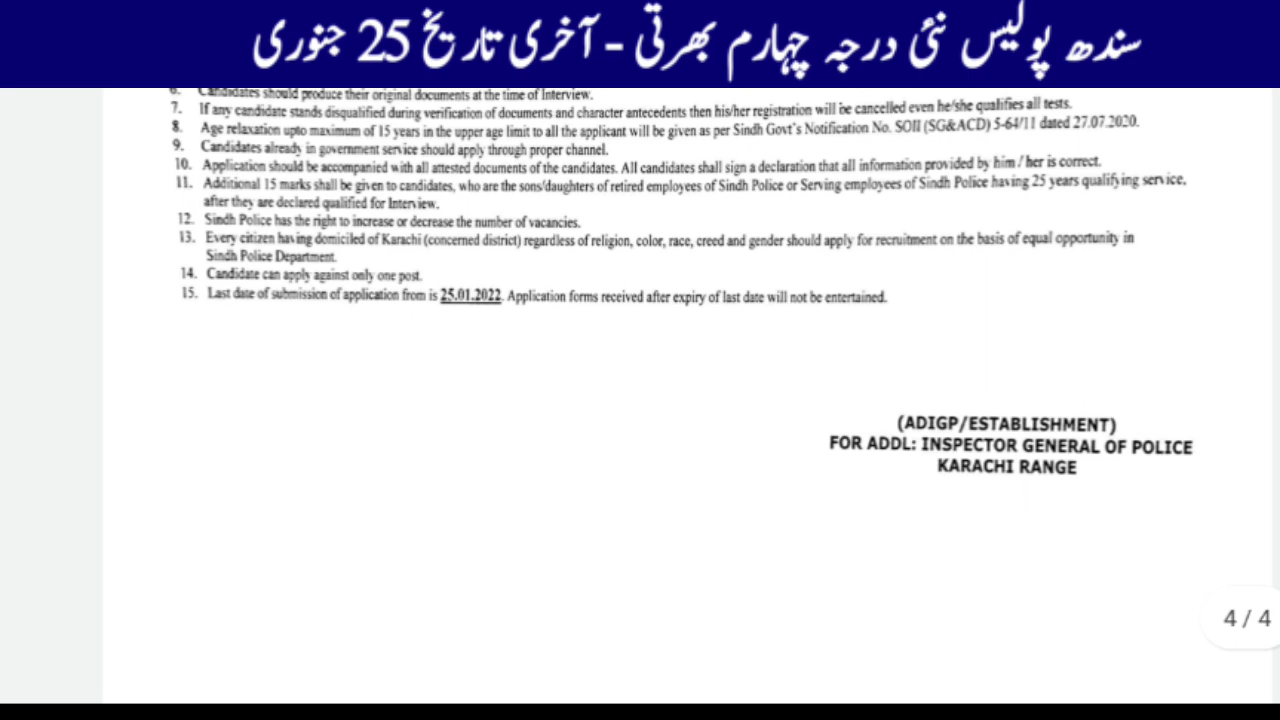 سندھ پولیس نئی درجہ چہارم بھرتی - آخری تاریخ 25 جنوری
6. Candidates should produce their original documents at the time of Interview.
7. If any candidate stands disqualified during verification of documents and character antecedents then his/her registration will be cancelled even he/she qualifies all tests.
8. Age relaxation upto maximum of 15 years in the upper age limit to all the applicant will be given as per Sindh Govt's Notification No. SOII (SG&ACD) 5-64/11 dated 27.07.2020.
9. Candidates already in government service should apply through proper channel.
10. Application should be accompanied with all attested documents of the candidates. All candidates shall sign a declaration that all information provided by him / her is correct.
11. Additional 15 marks shall be given to candidates, who are the sons/daughters of retired employees of Sindh Police or Serving employees of Sindh Police having 25 years qualifying service,
after they are declared qualified for Interview.
12. Sindh Police has the right to increase or decrease the number of vacancies.
13. Every citizen having domiciled of Karachi (concerned district) regardless of religion, color, race, creed and gender should apply for recruitment on the basis of equal opportunity in
Sindh Police Department.
14. Candidate can apply against only one post.
15. Last date of submission of application from is 25.01.2022. Application forms received after expiry of last date will not be entertained.
(ADIGP/ESTABLISHMENT)
FOR ADDL: INSPECTOR GENERAL OF POLICE
KARACHI RANGE
4 / 4